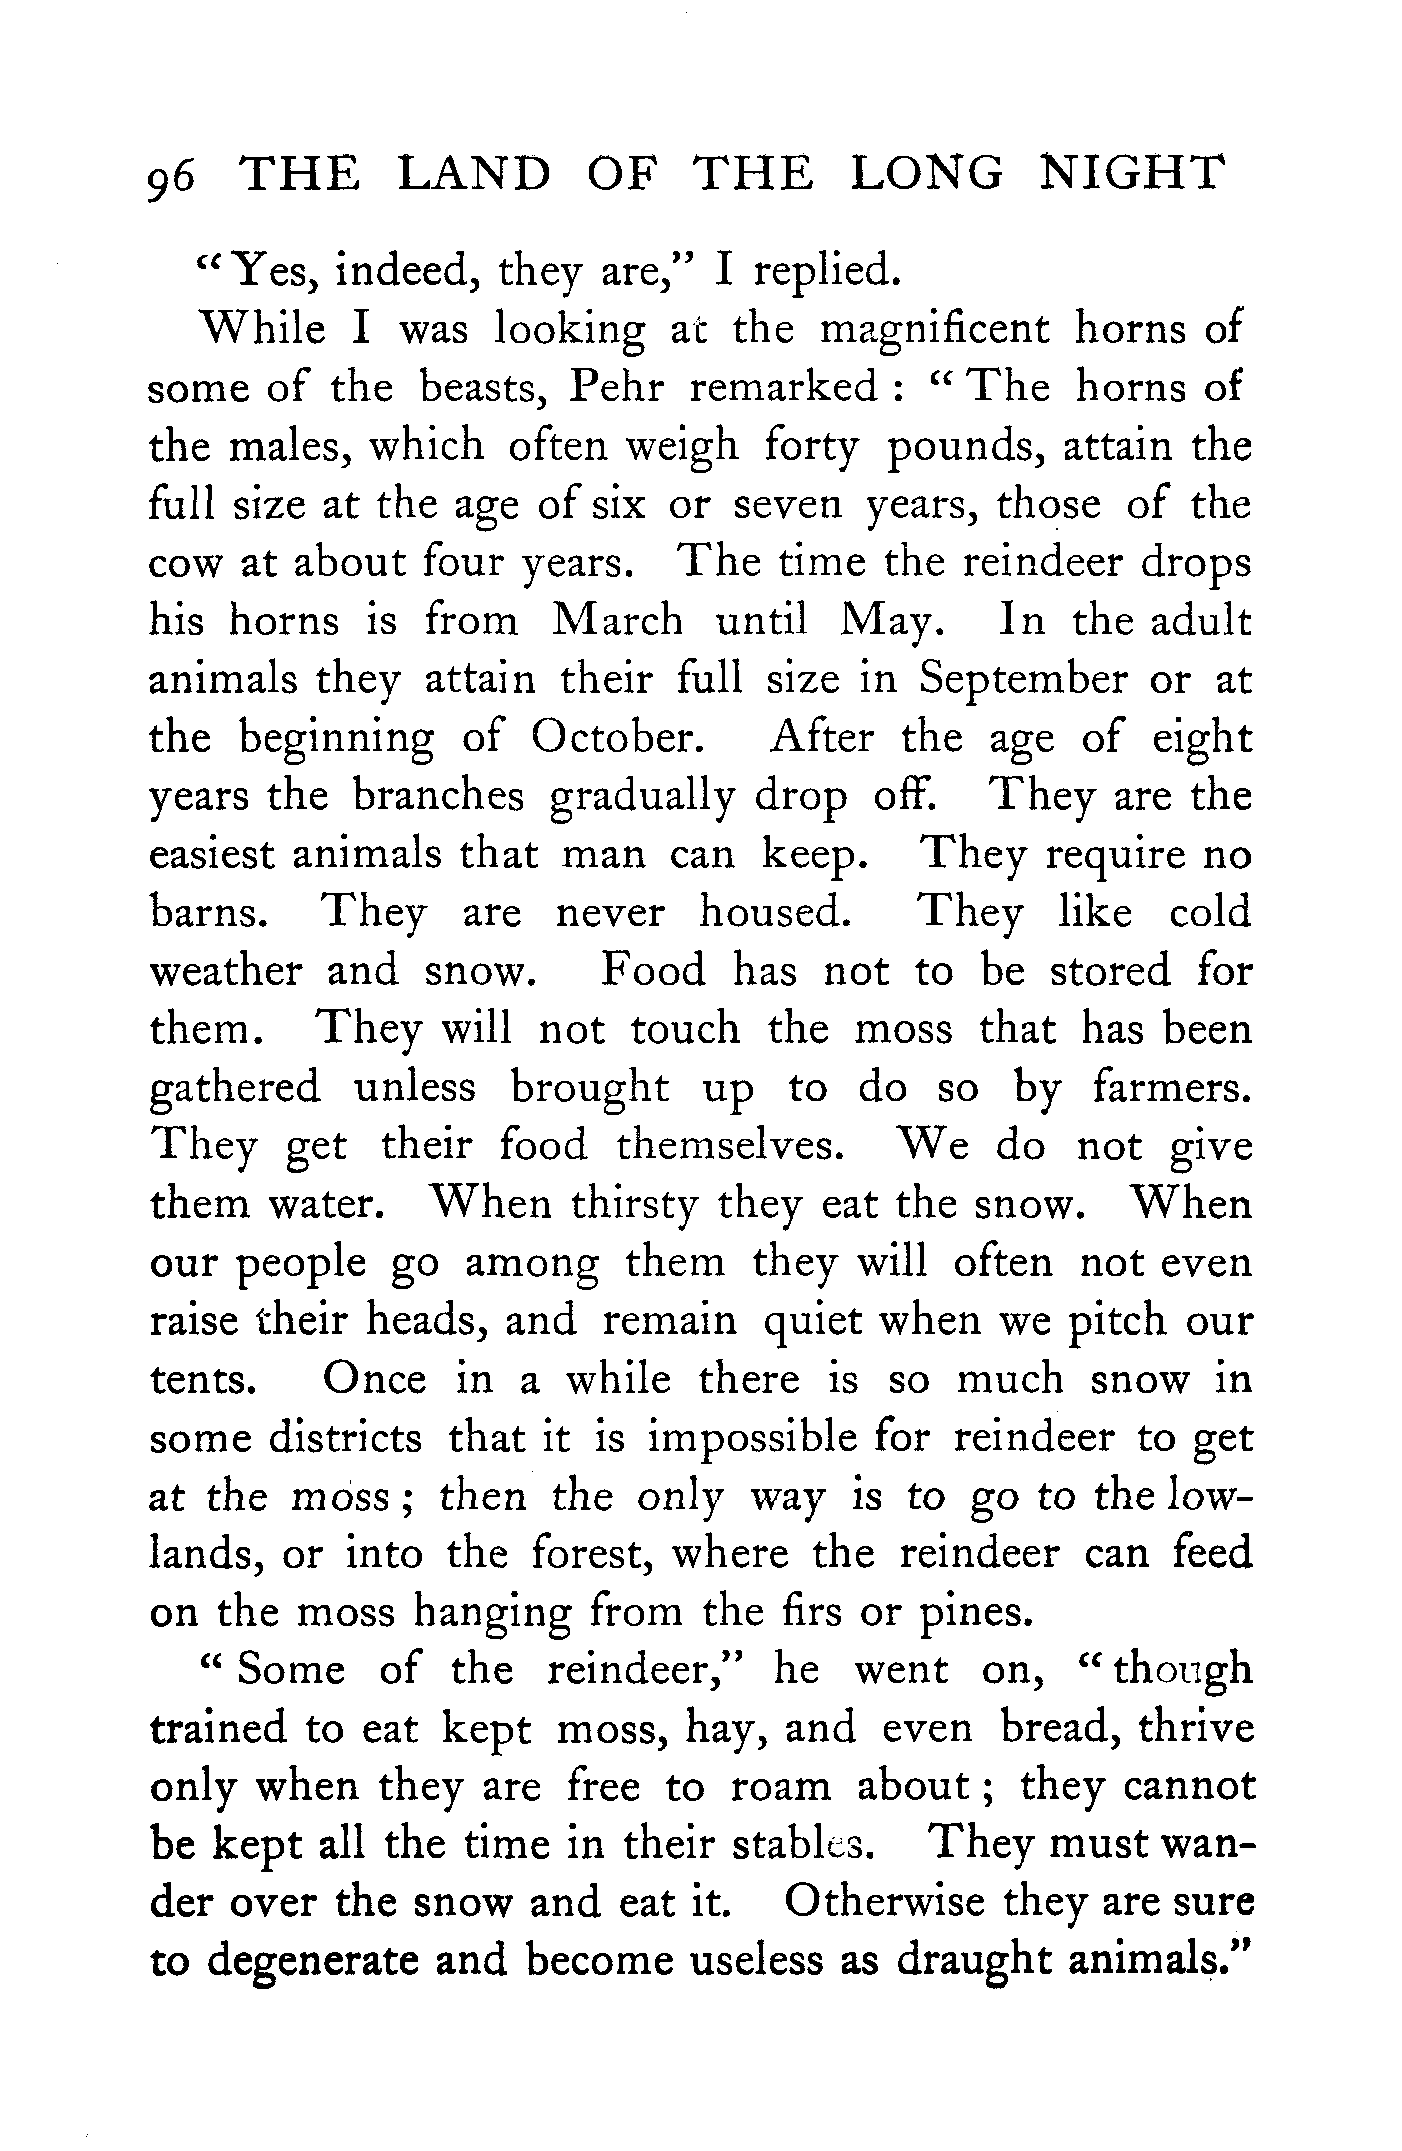 96 THE LAND OF THE LONG NIGHT
"Yes, indeed, they are," I replied.
While I was looking at the magnificent horns of
some of the beasts, Pehr remarked : "The horns of
the males, which often weigh forty pounds, attain the
full size at the age of six or seven years, those of the
cow at about four years. The time the reindeer drops
his horns is from March until May. In the adult
animals they attain their full size in September or at
the beginning of October. After the age of eight
years the branches gradually drop off. They are the
easiest animals that man can keep. They require no
barns. They are never housed. They like cold
weather and snow. Food has not to be stored for
them. They will not touch the moss that has been
gathered unless brought up to do so by farmers.
They get their food themselves. We do not give
them water. When thirsty they eat the snow. When
our people go among them they will often not even
raise their heads, and remain quiet when we pitch our
tents. Once in a while there is so much snow in
some districts that it is impossible for reindeer to get
at the moss ; then the only way is to go to the low-
lands, or into the forest, where the reindeer can feed
on the moss hanging from the firs or pines.
"Some of the reindeer," he went on, "though
trained to eat kept moss, hay, and even bread, thrive
only when they are free to roam about ; they cannot
be kept all the time in their stables. They must wan-
der over the snow and eat it. Otherwise they are sure
to degenerate and become useless as draught animals."